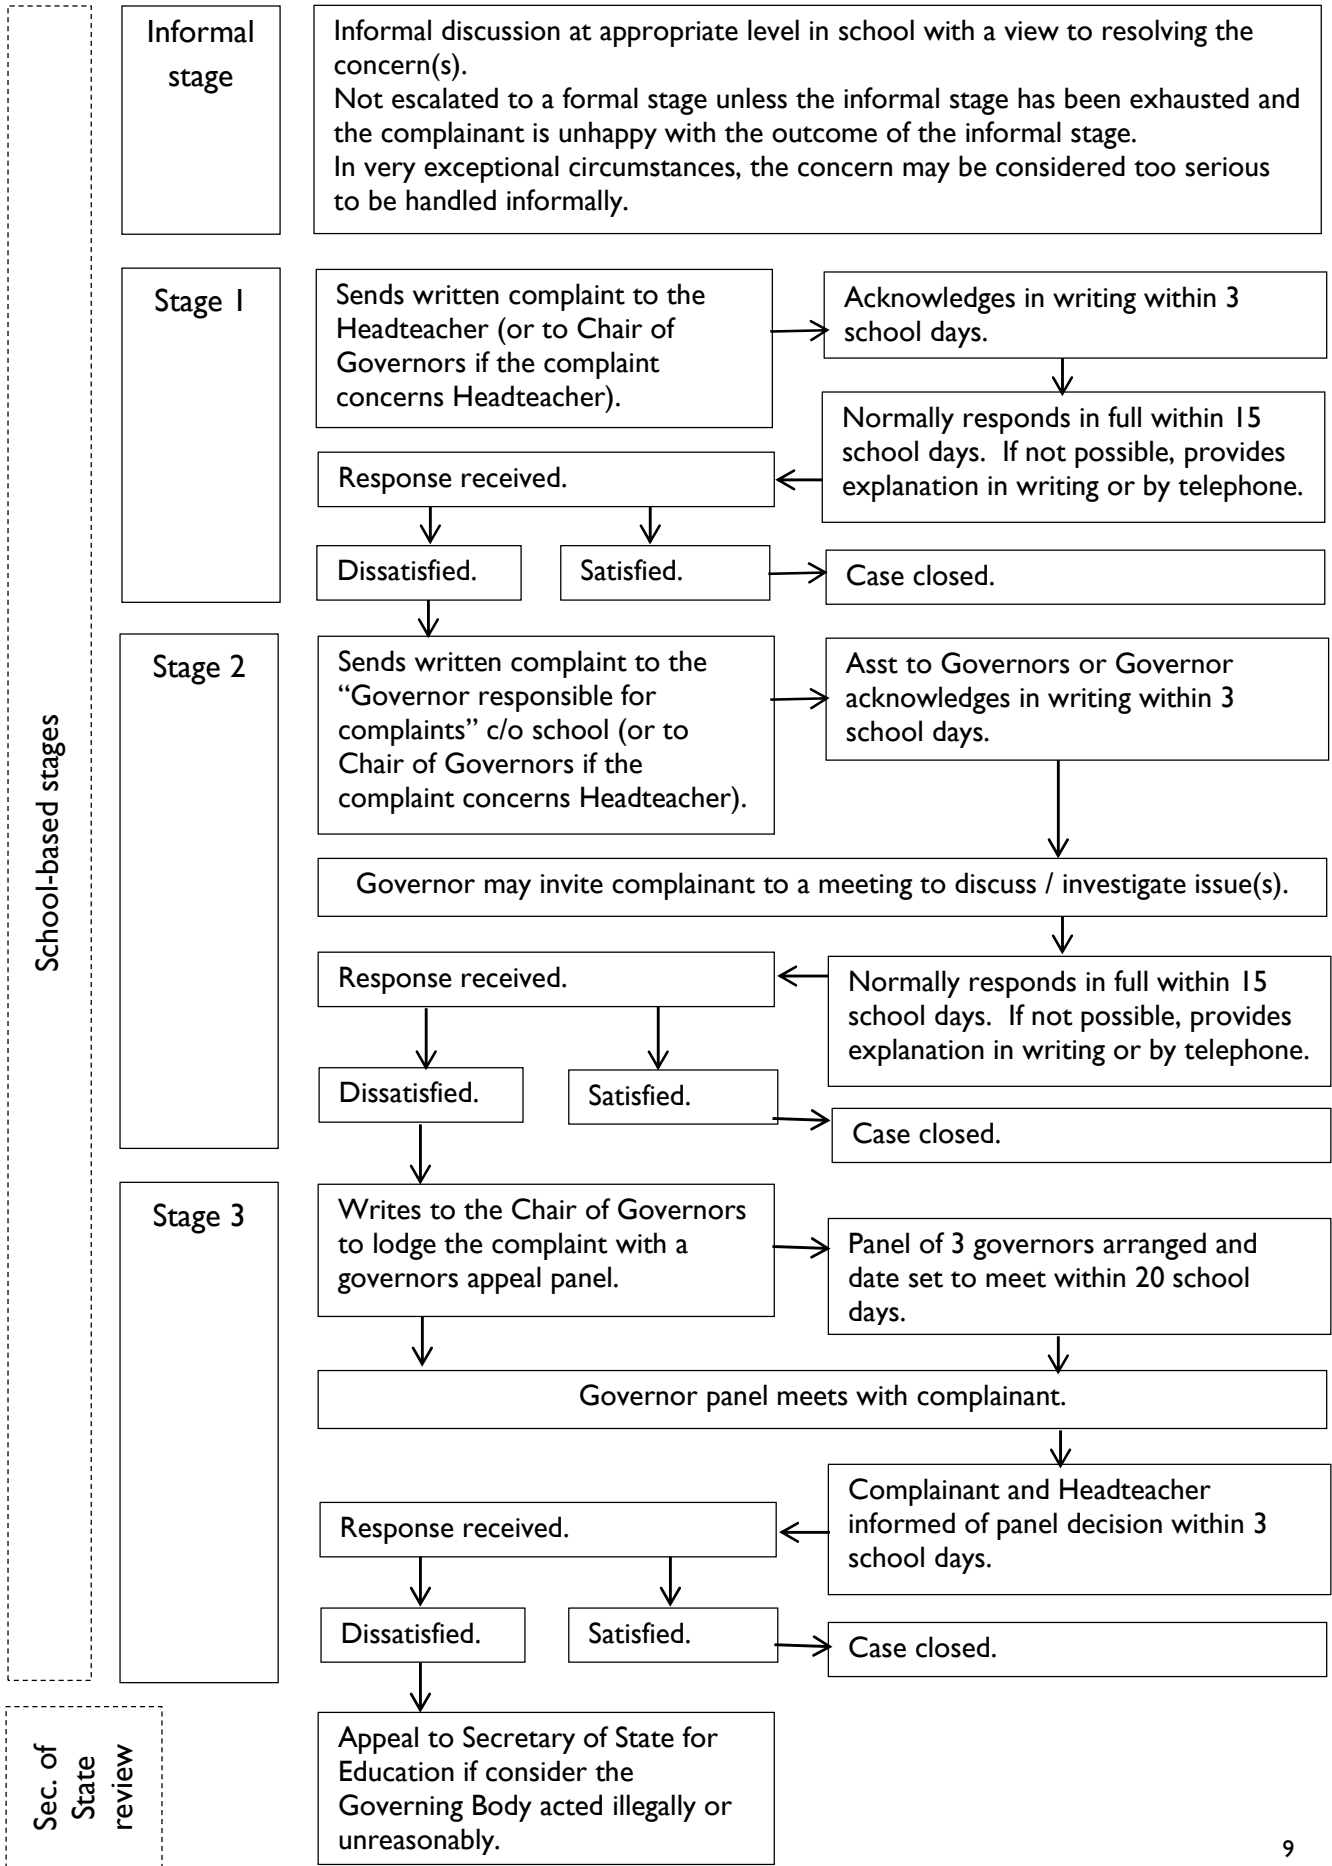 Informal
stage
Informal discussion at appropriate level in school with a view to resolving the
concern(s).
Not escalated to a formal stage unless the informal stage has been exhausted and
the complainant is unhappy with the outcome of the informal stage.
In very exceptional circumstances, the concern may be considered too serious
to be handled informally.
School-based stages
Stage 1
Sends written complaint to the
Headteacher (or to Chair of
Governors if the complaint
concerns Headteacher).
Acknowledges in writing within 3
school days.
Normally responds in full within 15
school days.  If not possible, provides
explanation in writing or by telephone.
Response received.
Dissatisfied.
Satisfied.
Case closed.
Stage 2
Sends written complaint to the
“Governor responsible for
complaints” c/o school (or to
Chair of Governors if the
complaint concerns Headteacher).
Asst to Governors or Governor
acknowledges in writing within 3
school days.
Governor may invite complainant to a meeting to discuss / investigate issue(s).
Normally responds in full within 15
school days.  If not possible, provides
explanation in writing or by telephone.
Response received.
Dissatisfied.
Satisfied.
Case closed.
Stage 3
Writes to the Chair of Governors
to lodge the complaint with a
governors appeal panel.
Panel of 3 governors arranged and
date set to meet within 20 school
days.
Governor panel meets with complainant.
Complainant and Headteacher
informed of panel decision within 3
school days.
Response received.
Dissatisfied.
Satisfied.
Case closed.
Sec. of
State
review
Appeal to Secretary of State for
Education if consider the
Governing Body acted illegally or
unreasonably.
9